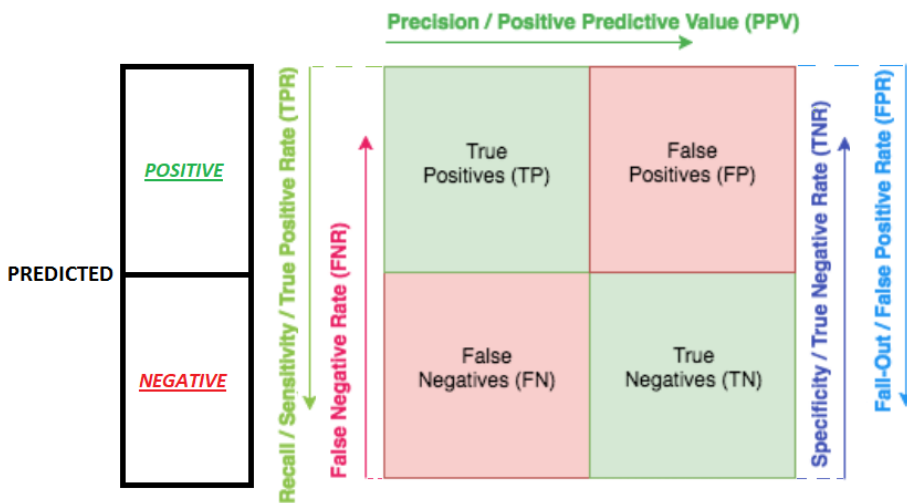 Precision / Positive Predictive Value (PPV)
PREDICTED
POSITIVE
NEGATIVE
Recall / Sensitivity / True Positive Rate (TPR)
False Negative Rate (FNR)
True
Positives (TP)
False
Positives (FP)
False
Negatives (FN)
True
Negatives (TN)
Specificity / True Negative Rate (TNR)
Fall-Out / False Positive Rate (FPR)